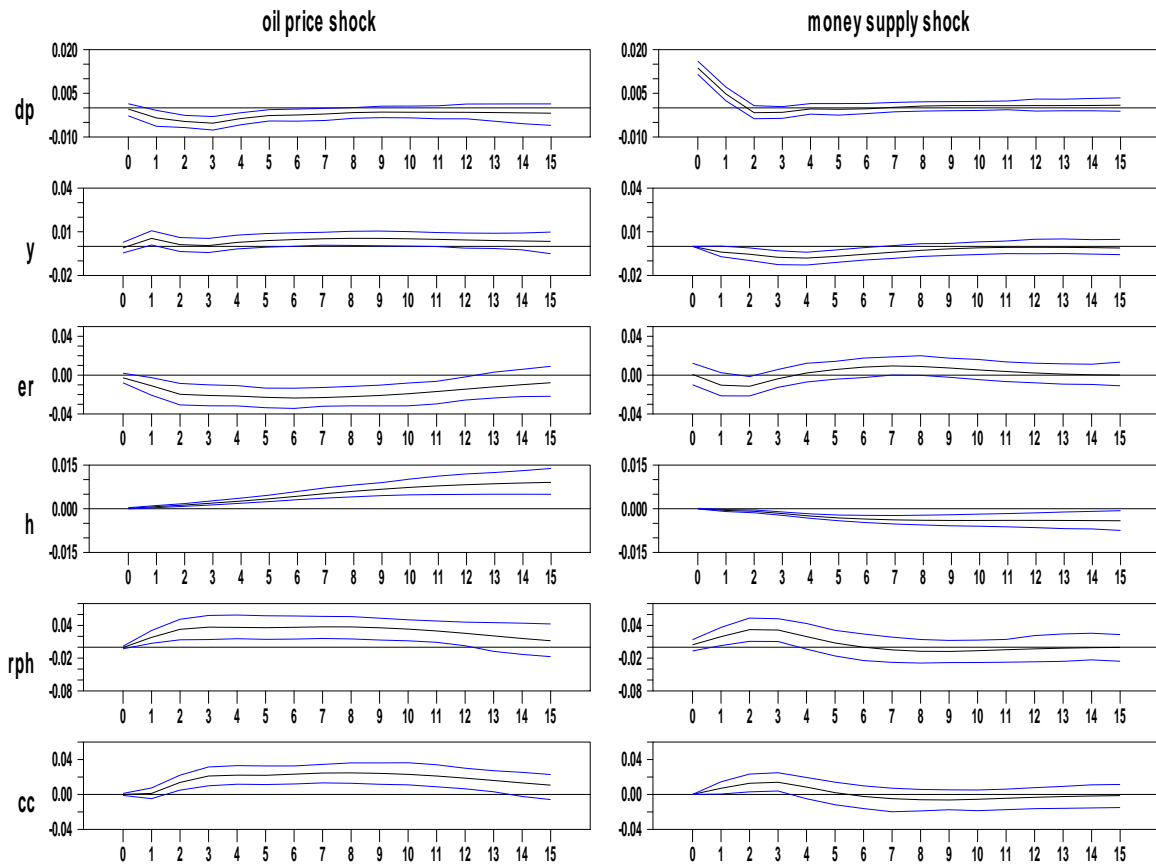 oil price shock money supply shock
0.020 0.020
dp 0.005 0.005
-0.010 -0.010
0 1 2 3 4 5 6 7 8 9 10 11 12 13 14 15 0 1 2 3 4 5 6 7 8 9 10 11 12 13 14 15
0.04 0.04
y 0.01 0.01
-0.02 -0.02
0 1 2 3 4 5 6 7 8 9 10 11 12 13 14 15 0 1 2 3 4 5 6 7 8 9 10 11 12 13 14 15
0.04 0.04
er 0.00 0.00
-0.04 -0.04
0 1 2 3 4 5 6 7 8 9 10 11 12 13 14 15 0 1 2 3 4 5 6 7 8 9 10 11 12 13 14 15
0.015 0.015
h 0.000 0.000
-0.015 -0.015
0 1 2 3 4 5 6 7 8 9 10 11 12 13 14 15 0 1 2 3 4 5 6 7 8 9 10 11 12 13 14 15
0.04 0.04
rph -0.02 -0.02
-0.08 -0.08
0 1 2 3 4 5 6 7 8 9 10 11 12 13 14 15 0 1 2 3 4 5 6 7 8 9 10 11 12 13 14 15
0.04 0.04
cc 0.00 0.00
-0.04 -0.04
0 1 2 3 4 5 6 7 8 9 10 11 12 13 14 15 0 1 2 3 4 5 6 7 8 9 10 11 12 13 14 15